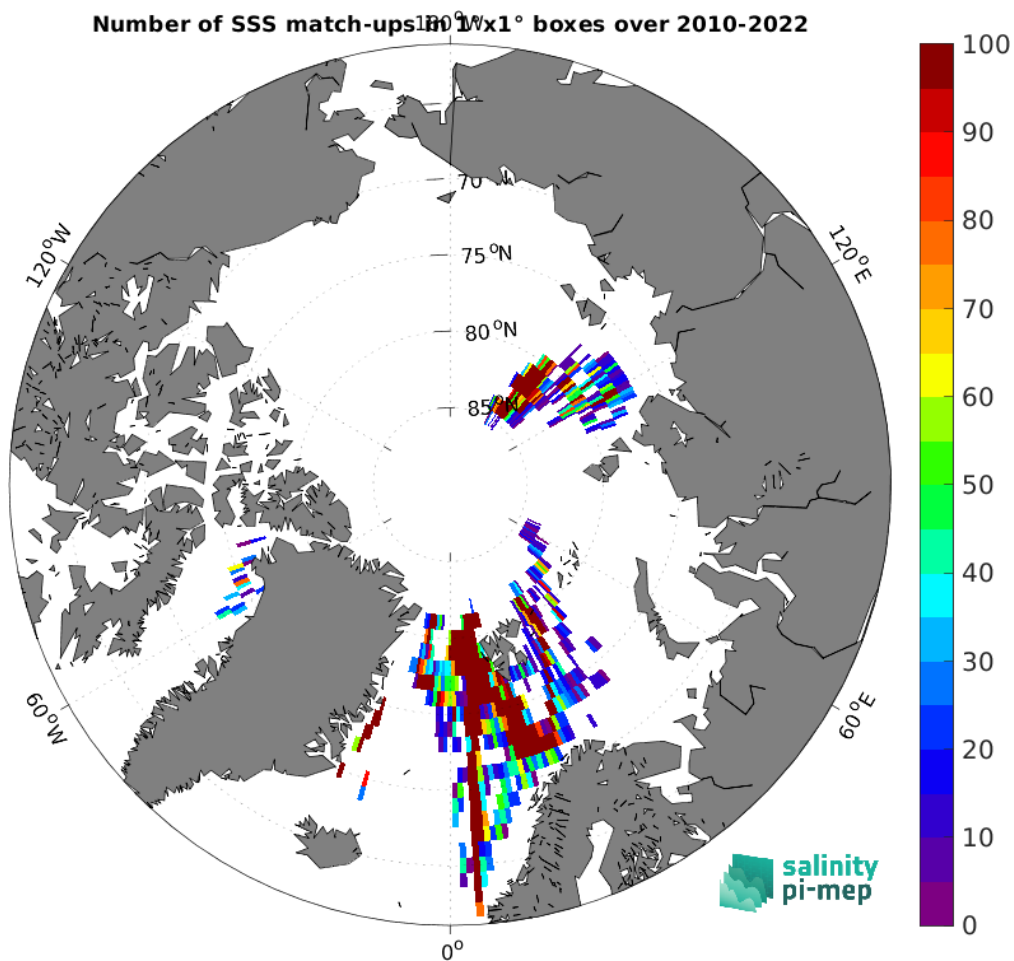 Number of SSS match-ups in 1°x1° boxes over 2010-2022
180°W
120°W
120°E
60°W
60°E
0°
70°N
75°N
80°N
85°N
100
90
80
70
60
50
40
30
20
10
0
salinity
pi-mep